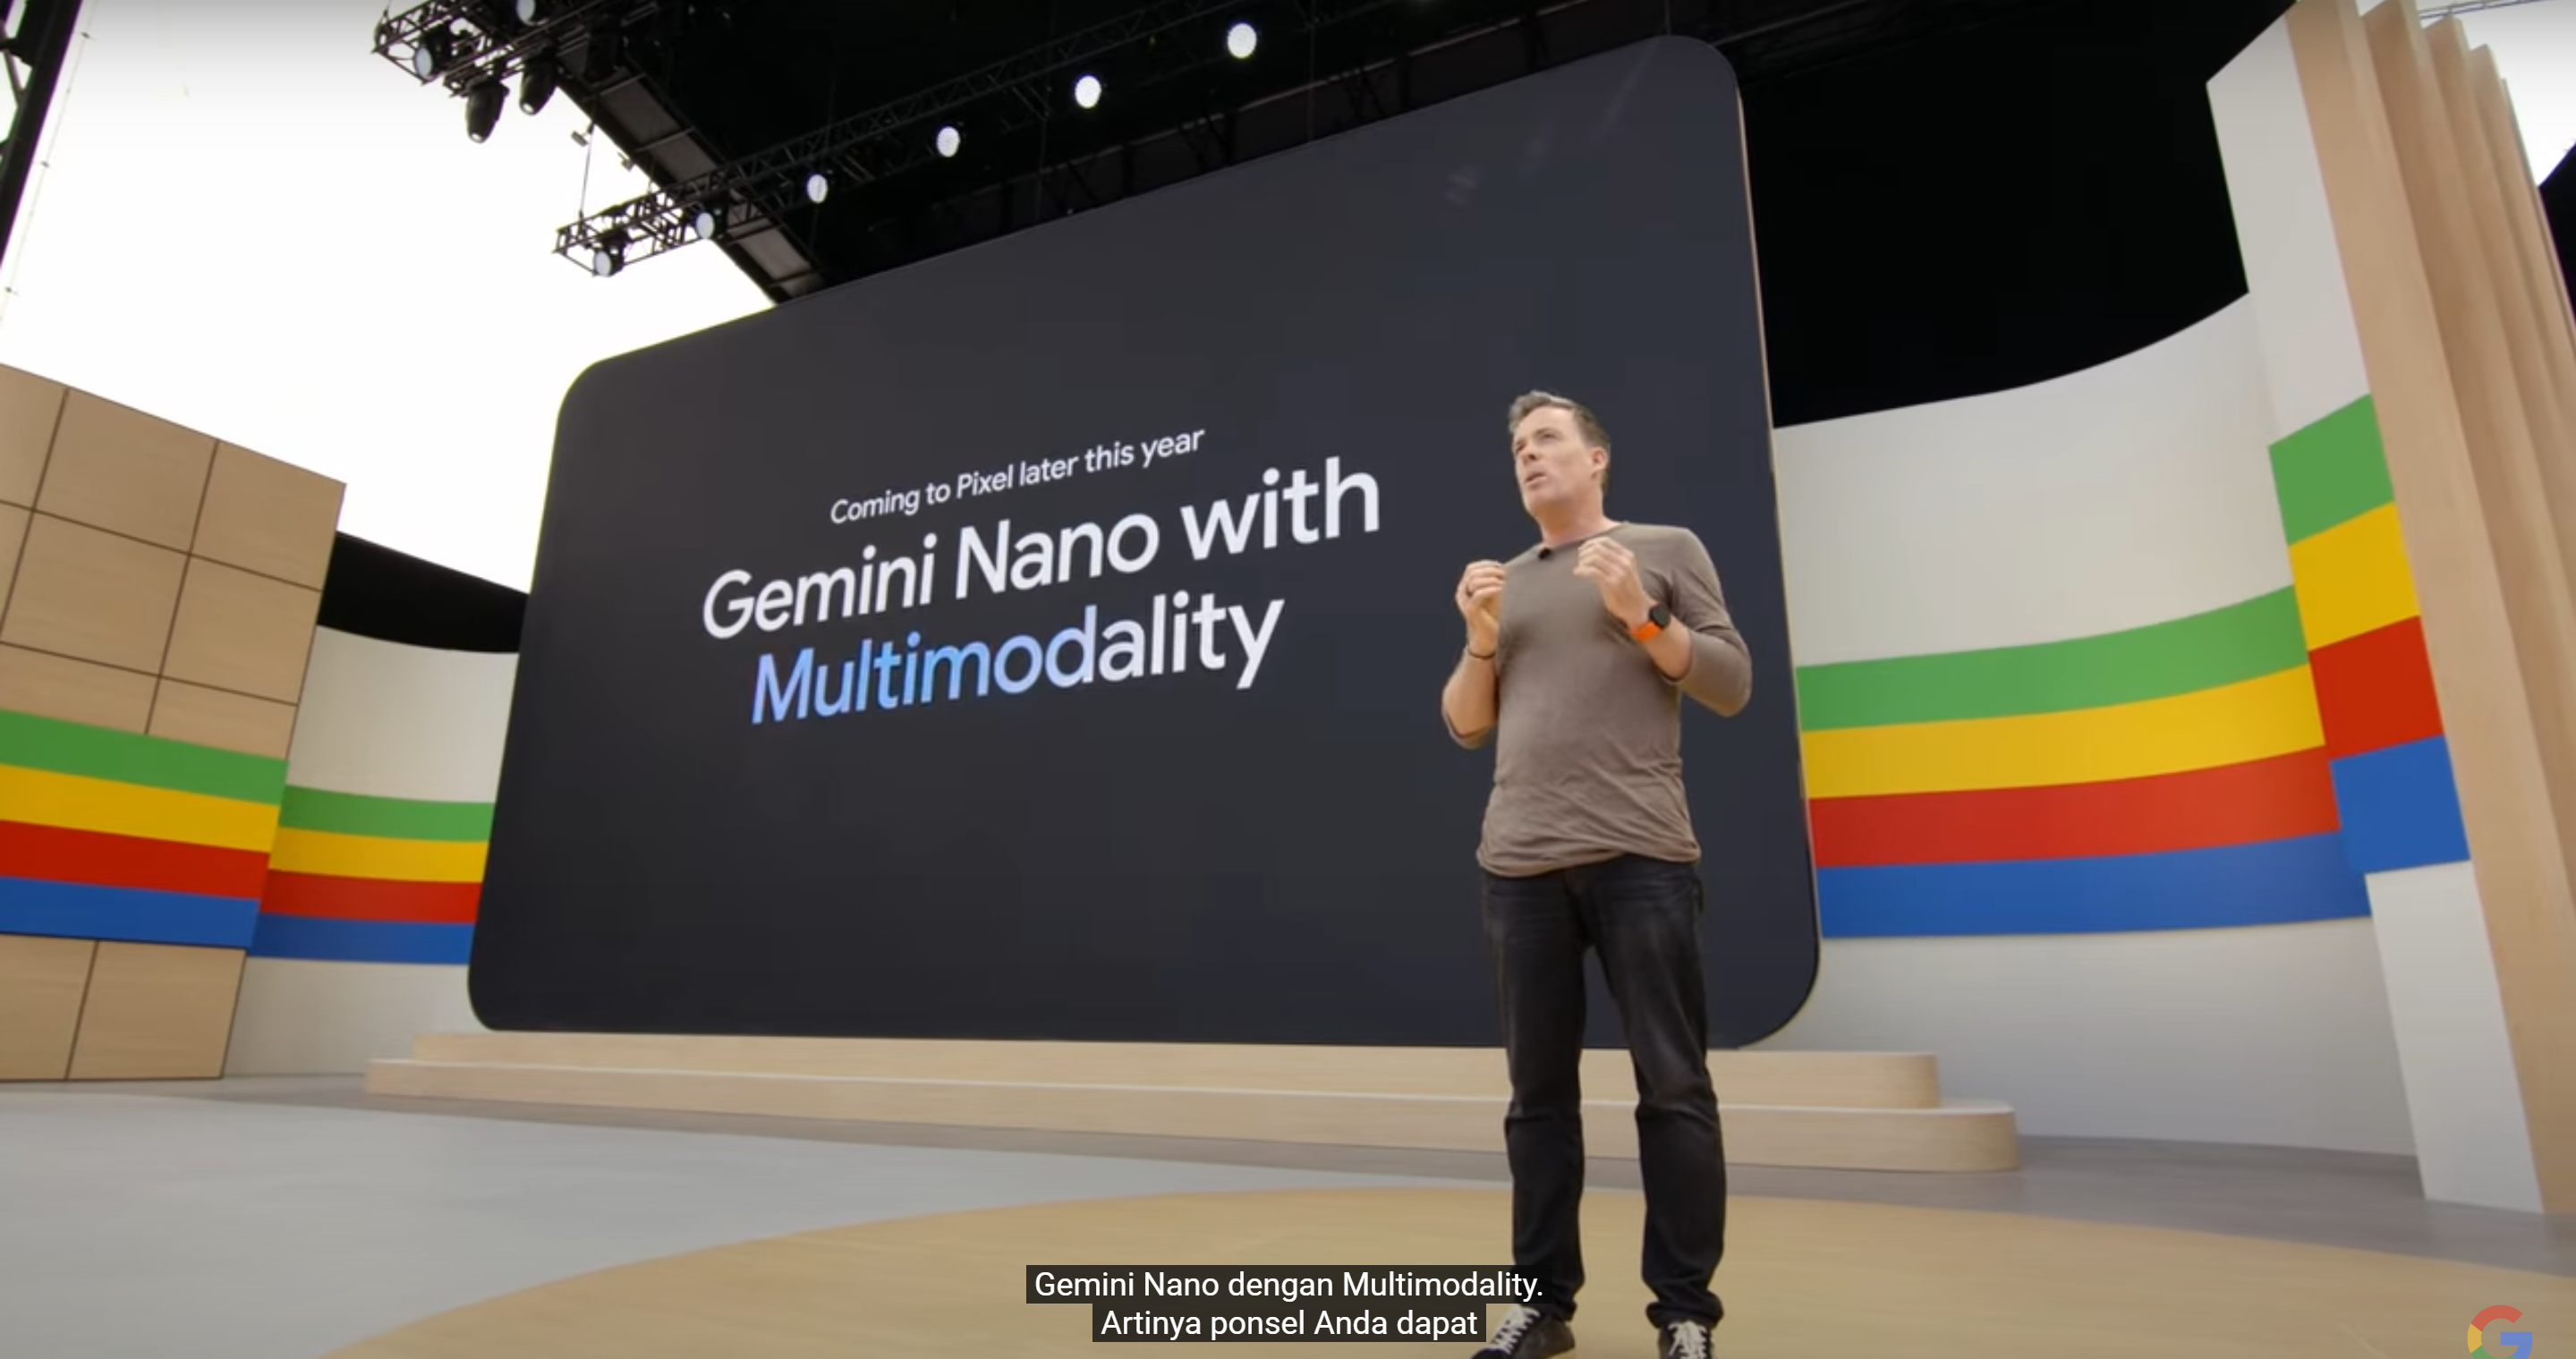 Coming to Pixel later this year
Gemini Nano with
Multimodality
Gemini Nano dengan Multimodality.
Artinya ponsel Anda dapat